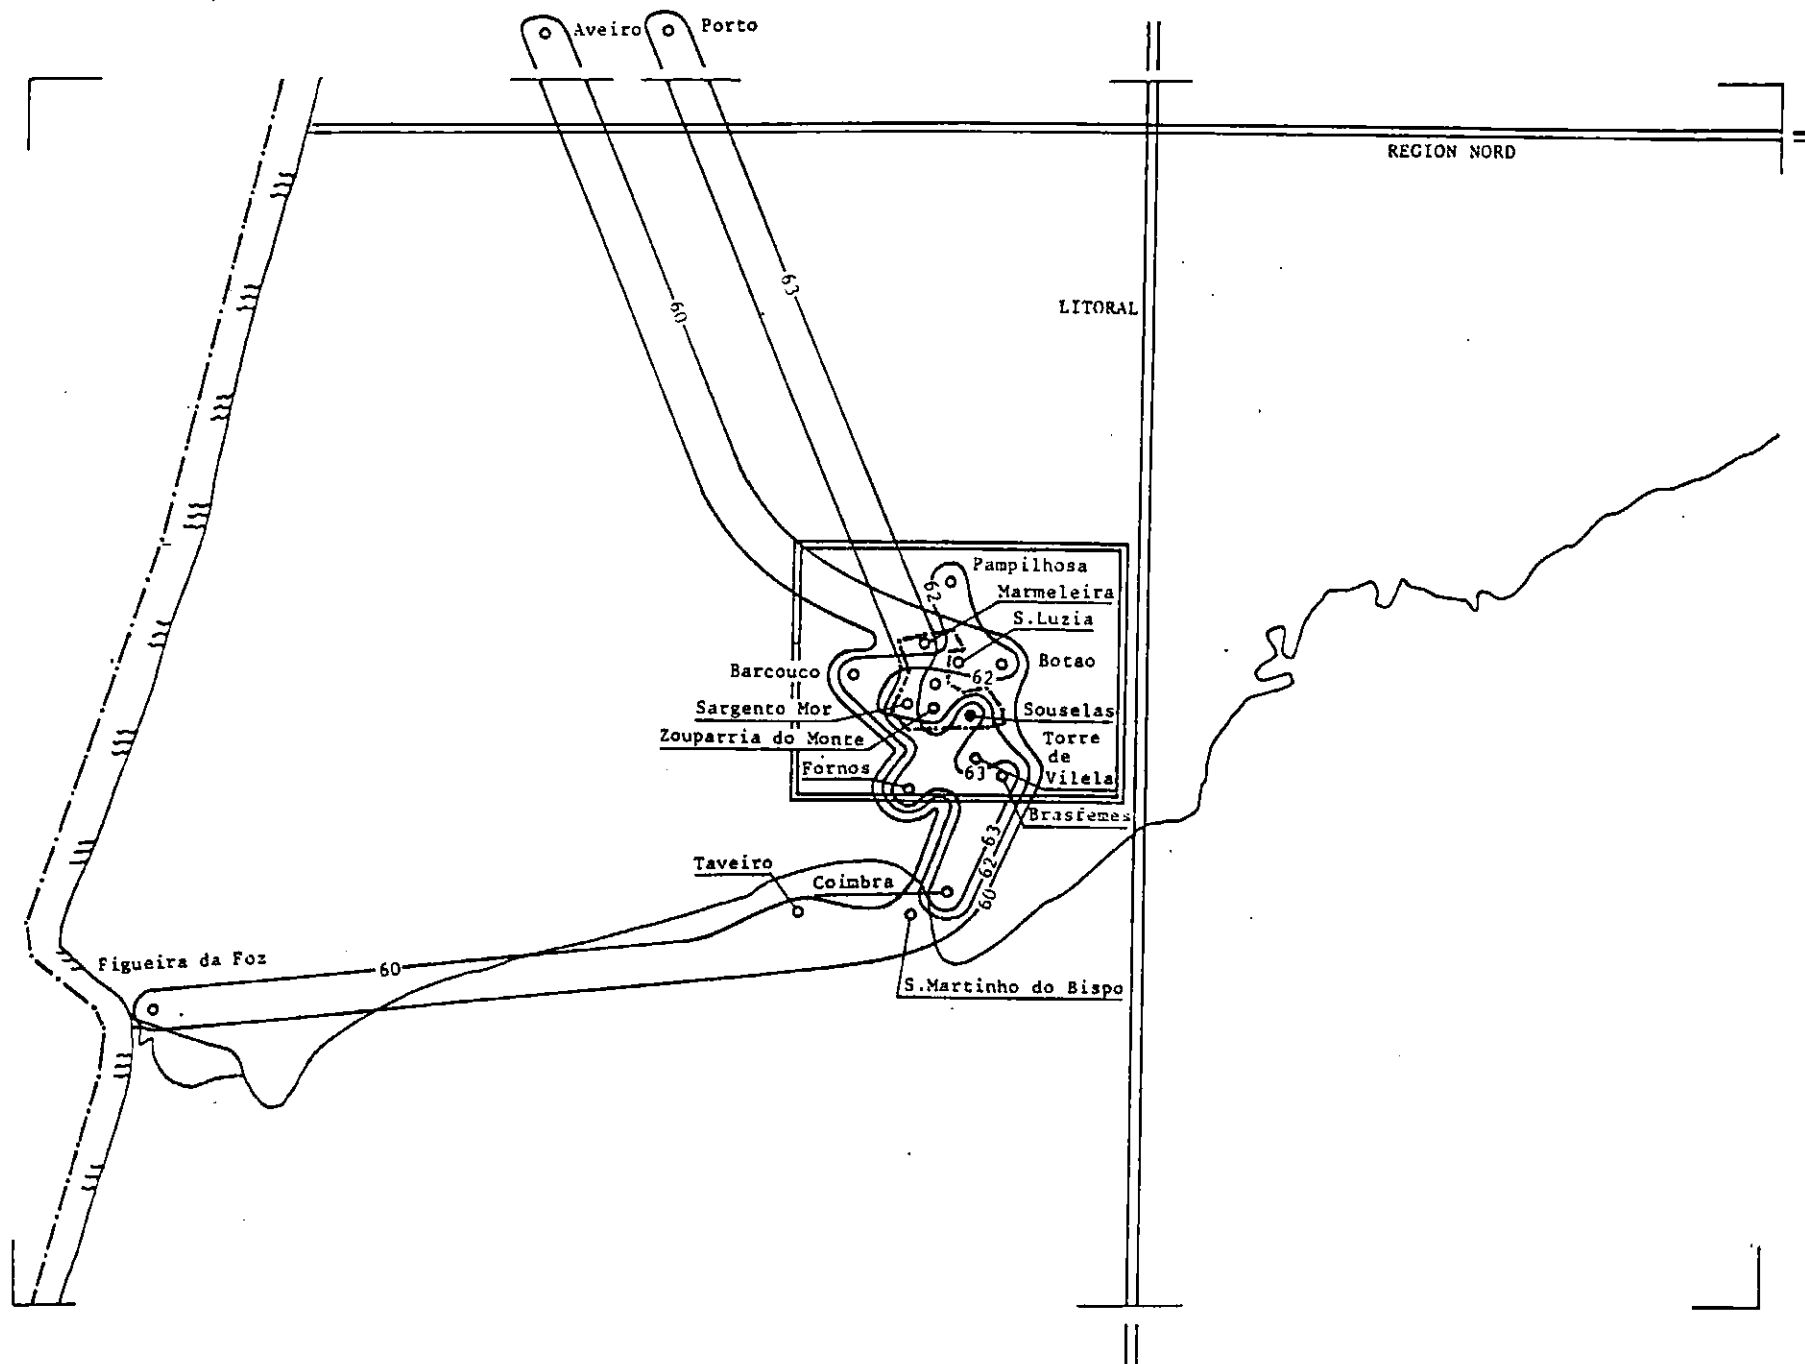 Aveiro
Porto
REGION NORD
63
60
LITORAL
Pampilhosa
62
Marmeleira
S.Luzia
Barcouco
Botao
62
Sargento Mor
Souselas
Zouparria do Monte
Torre
de
Vilela
Fornos
63
Brasfemes
63
Taveiro
62
Coimbra
60
Figueira da Foz
60
S.Martinho do Bispo